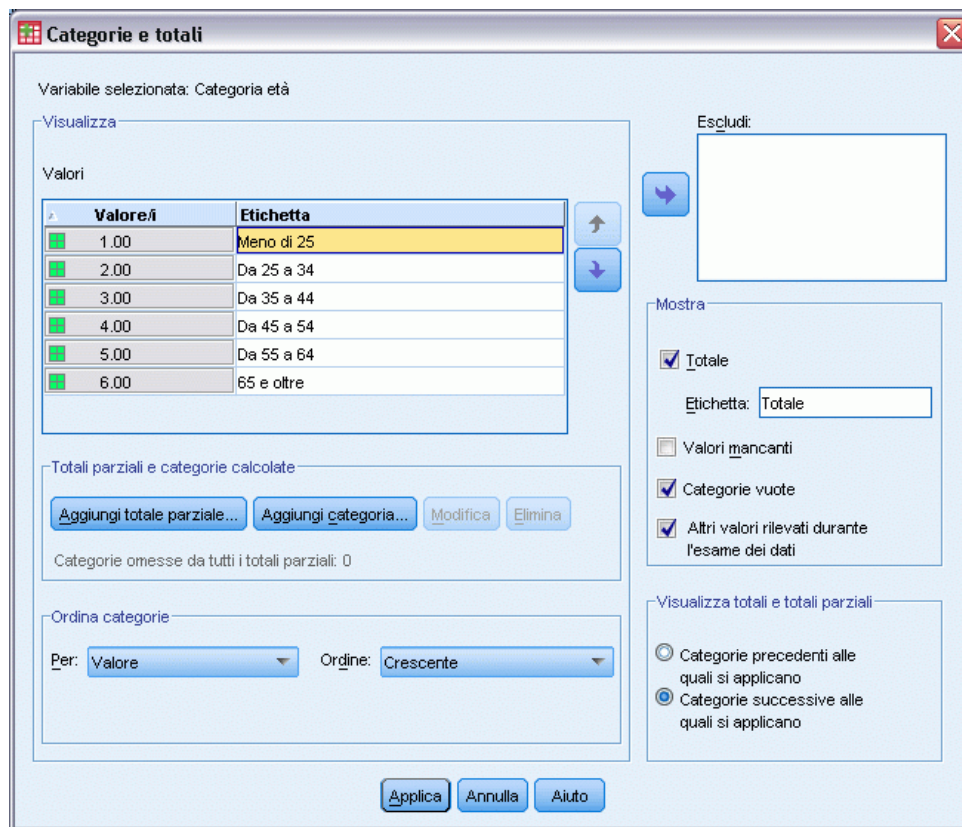 Categorie e totali
Variabile selezionata: Categoria età
Visualizza
Valori
Valore/i Etichetta
1.00 Meno di 25
2.00 Da 25 a 34
3.00 Da 35 a 44
4.00 Da 45 a 54
5.00 Da 55 a 64
6.00 65 e oltre
Totali parziali e categorie calcolate
Aggiungi totale parziale... Aggiungi categoria... Modifica Elimina
Categorie omesse da tutti i totali parziali: 0
Ordina categorie
Per: Valore Ordine: Crescente
Escludi:
Mostra
Totale
Etichetta: Totale
Valori mancanti
Categorie vuote
Altri valori rilevati durante
l'esame dei dati
Visualizza totali e totali parziali
Categorie precedenti alle
quali si applicano
Categorie successive alle
quali si applicano
Applica Annulla Aiuto